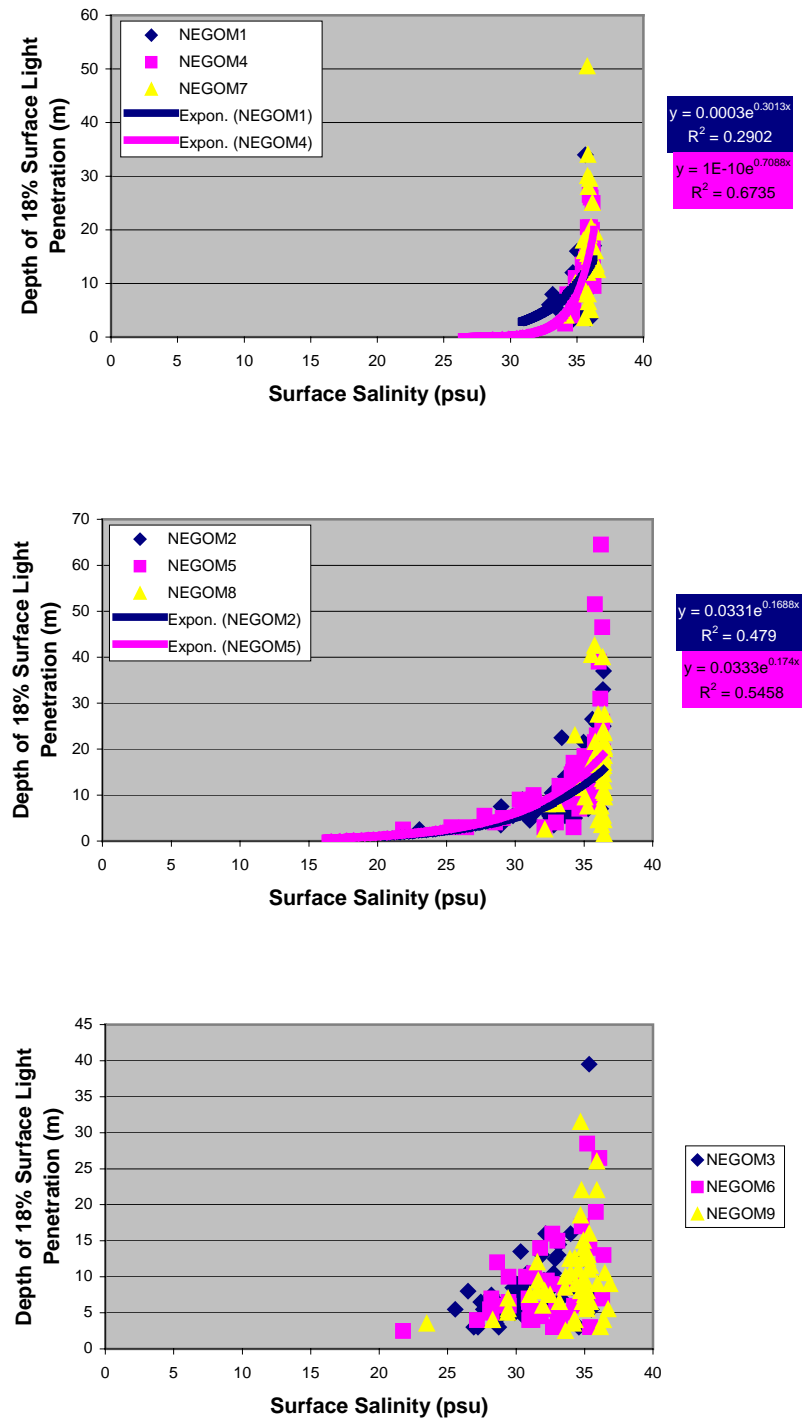 60
50
40
30
20
10
0
Depth of 18% Surface Light
Penetration (m)
NEGOM1
NEGOM4
NEGOM7
Expon. (NEGOM1)
Expon. (NEGOM4)
0 5 10 15 20 25 30 35 40
Surface Salinity (psu)
y = 0.0003e^0.3013x
R² = 0.2902
y = 1E-10e^0.7088x
R² = 0.6735
70
60
50
40
30
20
10
0
Depth of 18% Surface Light
Penetration (m)
NEGOM2
NEGOM5
NEGOM8
Expon. (NEGOM2)
Expon. (NEGOM5)
0 5 10 15 20 25 30 35 40
Surface Salinity (psu)
y = 0.0331e^0.1688x
R² = 0.479
y = 0.0333e^0.174x
R² = 0.5458
45
40
35
30
25
20
15
10
5
0
Depth of 18% Surface Light
Penetration (m)
0 5 10 15 20 25 30 35 40
Surface Salinity (psu)
NEGOM3
NEGOM6
NEGOM9